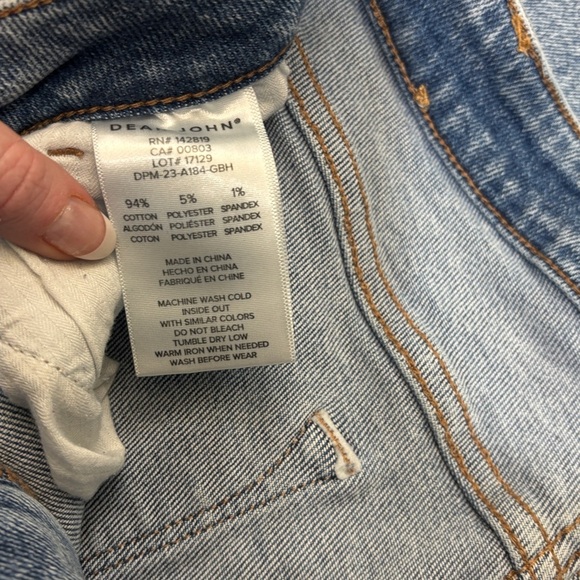 DEAR JOHN®
RN# 142819
CA# 00803
LOT# 17129
DPM-23-A184-GBH
94% 5% 1%
COTTON POLYESTER SPANDEX
ALGODÓN POLIÉSTER SPANDEX
COTON POLYESTER SPANDEX
MADE IN CHINA
HECHO EN CHINA
FABRIQUÉ EN CHINE
MACHINE WASH COLD
INSIDE OUT
WITH SIMILAR COLORS
DO NOT BLEACH
TUMBLE DRY LOW
WARM IRON WHEN NEEDED
WASH BEFORE WEAR